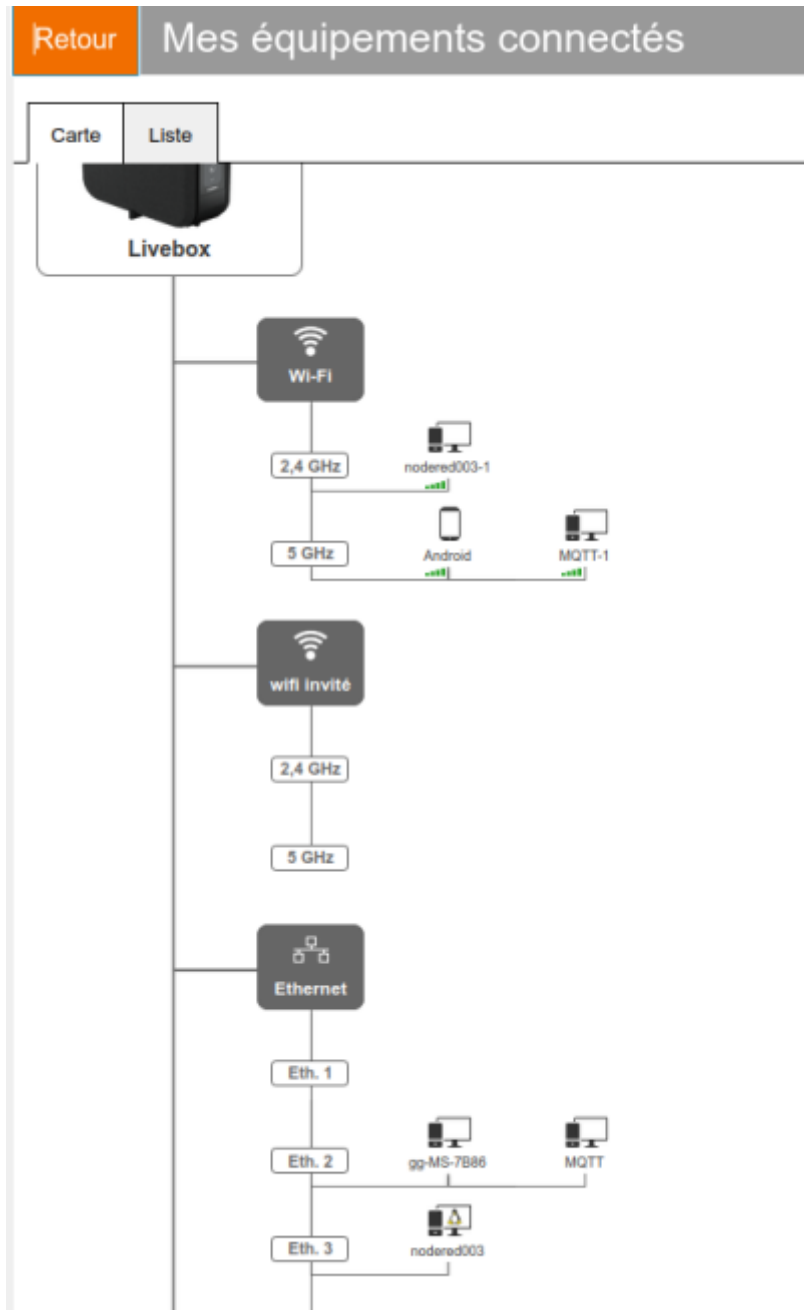 Retour Mes équipements connectés
Carte Liste
Livebox
Wi-Fi
2,4 GHz nodered003-1
5 GHz Android MQTT-1
wifi invité
2,4 GHz
5 GHz
Ethernet
Eth. 1
Eth. 2 gg-MS-7B86 MQTT
Eth. 3 nodered003